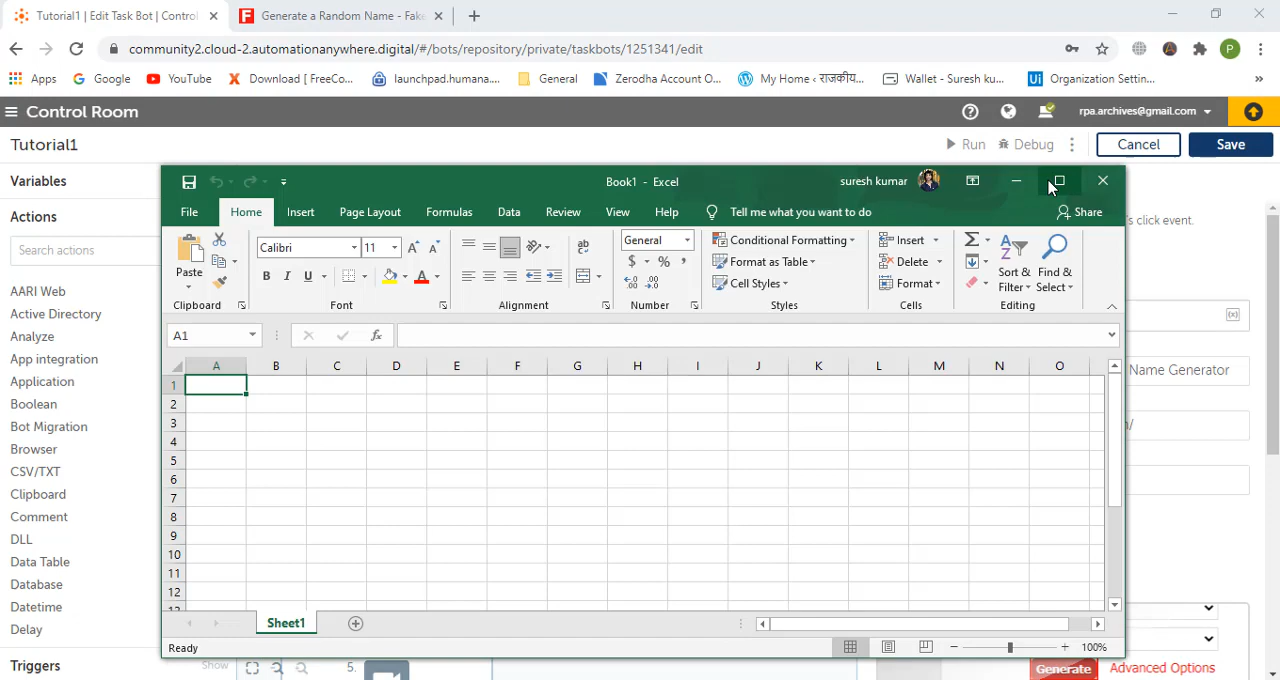 Tutorial1 | Edit Task Bot | Contro
Generate a Random Name - Fake
community2.cloud-2.automationanywhere.digital/#/bots/repository/private/taskbots/1251341/edit
P
Apps Google YouTube Download [ FreeCo... launchpad.humana.... General Zerodha Account O... My Home ‹ राजकीय... Wallet - Suresh ku... Organization Settin... »
Control Room
rpa.archives@gmail.com
Tutorial1
Run Debug Cancel Save
Variables
Actions
Search actions
AARI Web
Active Directory
Analyze
App integration
Application
Boolean
Bot Migration
Browser
CSV/TXT
Clipboard
Comment
DLL
Data Table
Database
Datetime
Delay
Triggers
Book1 - Excel
suresh kumar
File Home Insert Page Layout Formulas Data Review View Help Tell me what you want to do Share
Paste
Calibri 11
B I U
General
$ % ,
Conditional Formatting
Format as Table
Cell Styles
Insert
Delete
Format
Sort & Filter
Find & Select
Clipboard Font Alignment Number Styles Cells Editing
A1
fx
A B C D E F G H I J K L M N O
1
2
3
4
5
6
7
8
9
10
11
12
Sheet1
Ready
100%
's click event.
(x)
Name Generator
Show
5.
Generate
Advanced Options